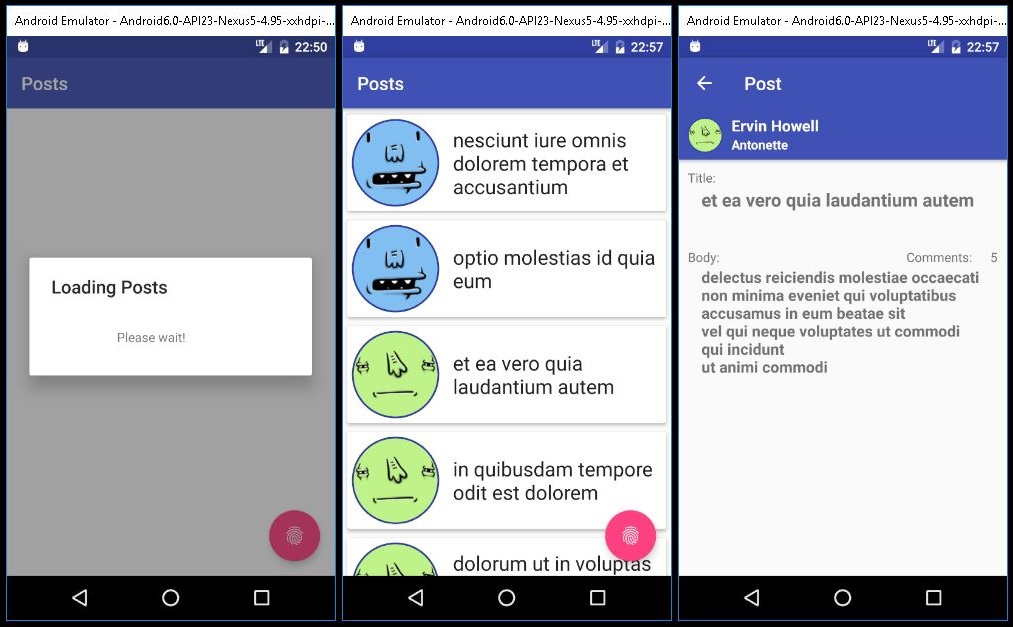 Android Emulator - Android6.0-API23-Nexus5-4.95-xxhdpi-...
LTE 22:50
Posts
Loading Posts
Please wait!
Android Emulator - Android6.0-API23-Nexus5-4.95-xxhdpi-...
LTE 22:57
Posts
nesciunt iure omnis
dolorem tempora et
accusantium
optio molestias id quia
eum
et ea vero quia
laudantium autem
in quibusdam tempore
odit est dolorem
dolorum ut in voluptas
Android Emulator - Android6.0-API23-Nexus5-4.95-xxhdpi-...
LTE 22:57
Post
Ervin Howell
Antonette
Title:
et ea vero quia laudantium autem
Body: Comments: 5
delectus reiciendis molestiae occaecati
non minima eveniet qui voluptatibus
accusamus in eum beatae sit
vel qui neque voluptates ut commodi
qui incidunt
ut animi commodi